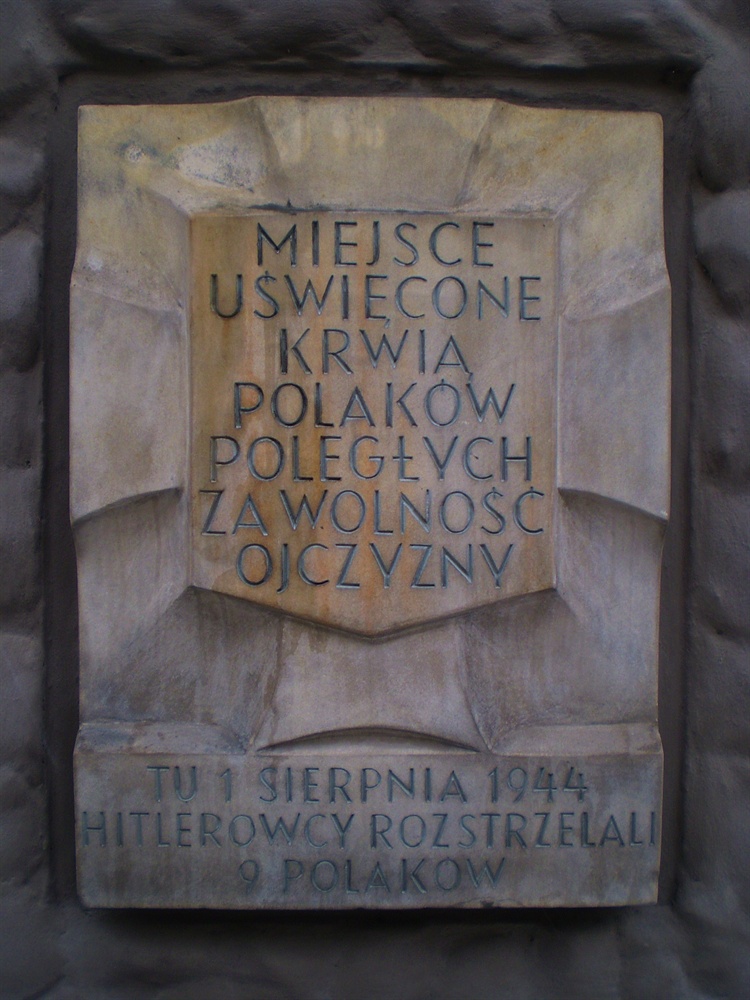 MIEJSCE
UŚWIĘCONE
KRWIĄ
POLAKÓW
POLEGŁYCH
ZA WOLNOŚĆ
OJCZYZNY
TU 1 SIERPNIA 1944
HITLEROWCY ROZSTRZELALI
9 POLAKÓW